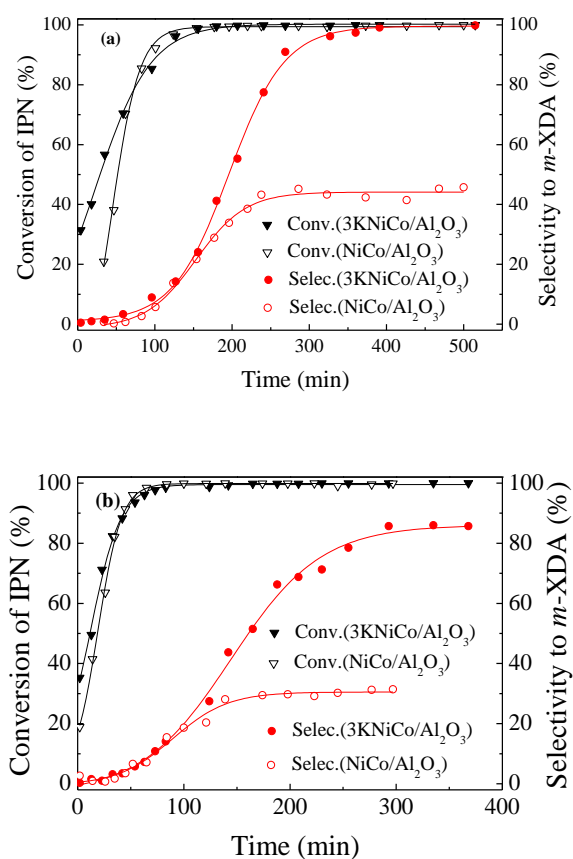 (a)
100
80
60
40
20
0
Conversion of IPN (%)
100
80
60
40
20
0
Selectivity to m-XDA (%)
Conv.(3KNiCo/Al2O3)
Conv.(NiCo/Al2O3)
Selec.(3KNiCo/Al2O3)
Selec.(NiCo/Al2O3)
0 100 200 300 400 500
Time (min)
(b)
100
80
60
40
20
0
Conversion of IPN (%)
100
80
60
40
20
0
Selectivity to m-XDA (%)
Conv.(3KNiCo/Al2O3)
Conv.(NiCo/Al2O3)
Selec.(3KNiCo/Al2O3)
Selec.(NiCo/Al2O3)
0 100 200 300 400
Time (min)